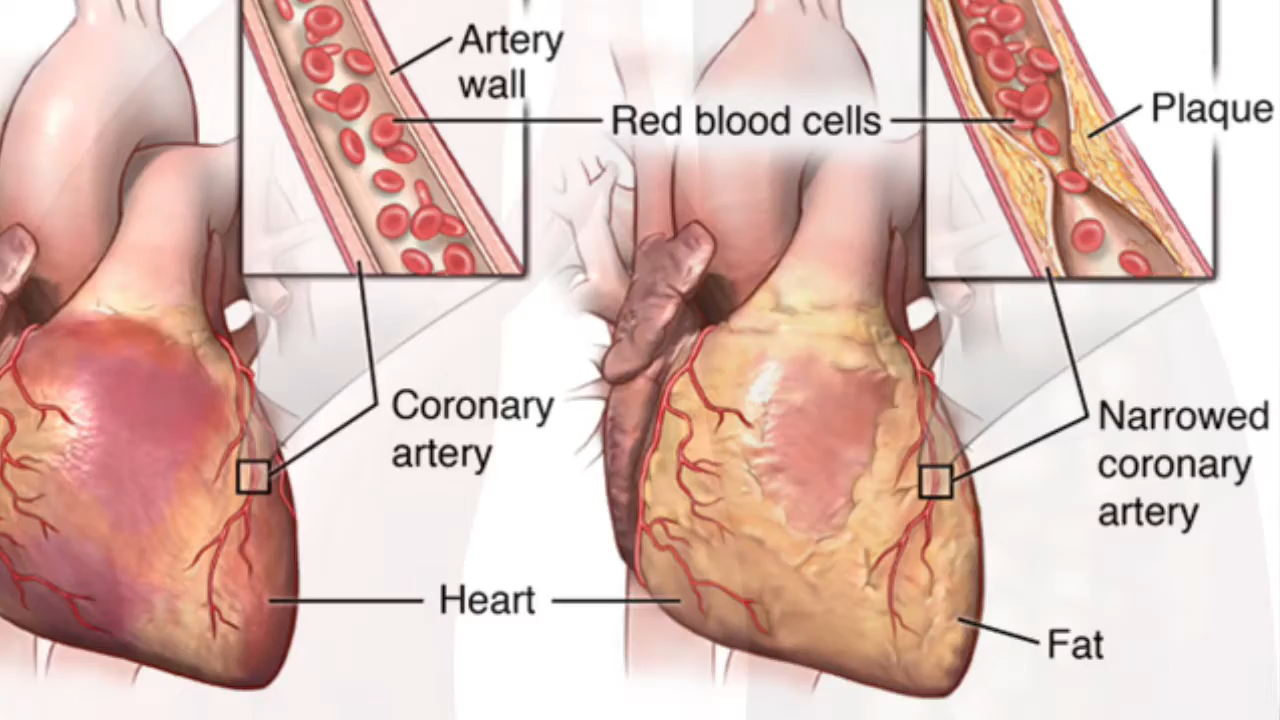 Artery
wall
Red blood cells
Plaque
Coronary
artery
Narrowed
coronary
artery
Heart
Fat